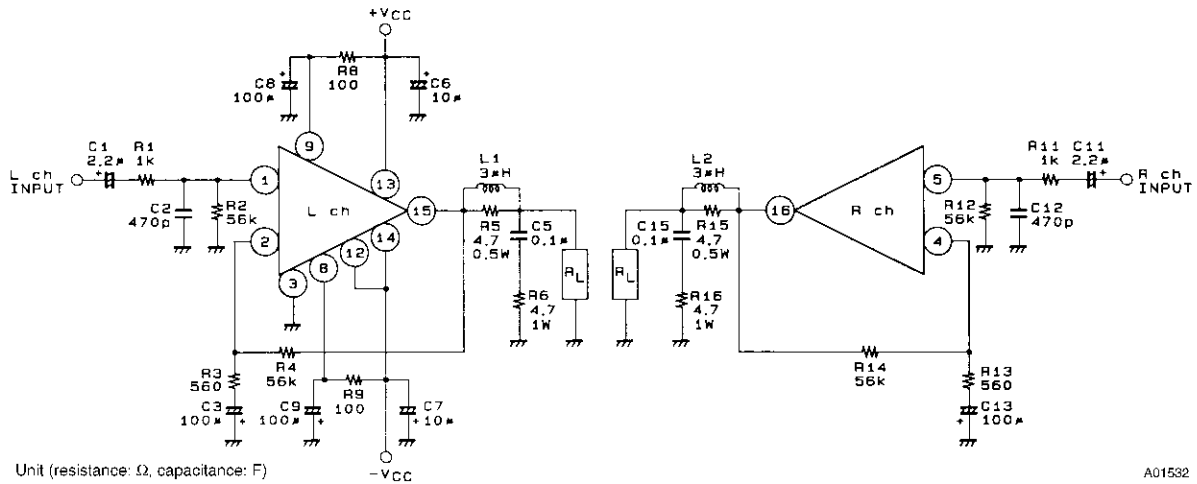 +VCC
R8
100
C8
100µ
C6
10µ
9
L ch
INPUT
C1
2.2µ
R1
1k
C2
470p
R2
56k
1
2
3
8
12
13
14
15
L ch
L1
3µH
R5
4.7
0.5W
C5
0.1µ
R6
4.7
1W
RL
R3
560
C3
100µ
R4
56k
C9
100µ
R9
100
C7
10µ
-VCC
RL
L2
3µH
C15
0.1µ
R15
4.7
0.5W
R16
4.7
1W
16
R ch
5
4
R11
1k
C11
2.2µ
R ch
INPUT
R12
56k
C12
470p
R14
56k
R13
560
C13
100µ
Unit (resistance: Ω, capacitance: F)
A01532